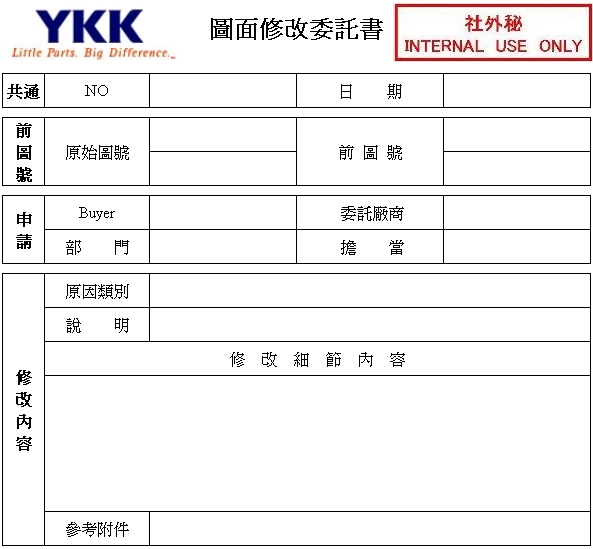 YKK
Little Parts. Big Difference.
圖面修改委託書
社外秘
INTERNAL USE ONLY
共通 NO 日 期
前圖號 原始圖號 前 圖 號
申請 Buyer 委託廠商
部 門 擔 當
修改內容 原因類別
說 明
修 改 細 節 內 容
參考附件